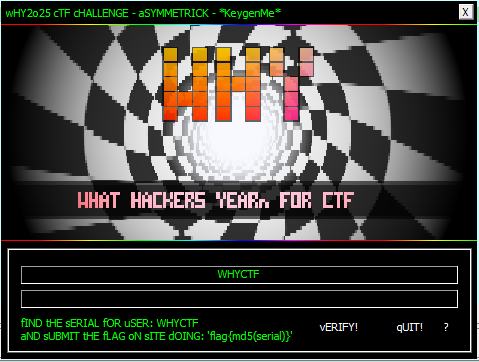 wHY2o25 cTF cHALLENGE - aSYMMETRICK - *KeygenMe*
X
WHY
WHAT HACKERS YEARn FOR CTF
WHYCTF
fIND tHE sERIAL fOR uSER: WHYCTF
aND sUBMIT tHE fLAG oN sITE dOING: 'flag{md5(serial)}'
vERIFY!
qUIT!
?